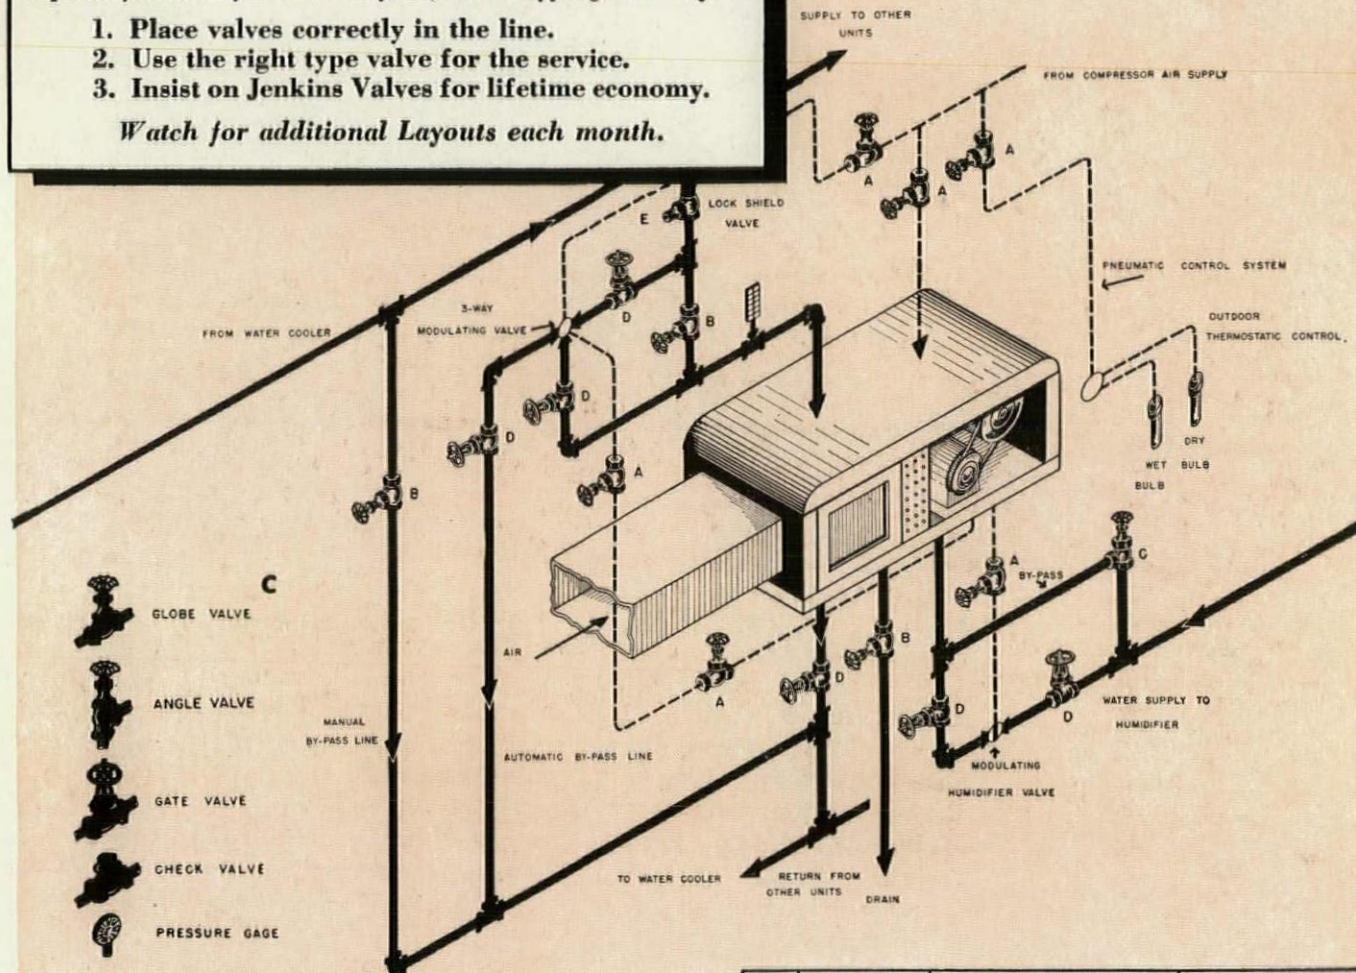 1. Place valves correctly in the line.
2. Use the right type valve for the service.
3. Insist on Jenkins Valves for lifetime economy.
Watch for additional Layouts each month.
SUPPLY TO OTHER
UNITS
FROM COMPRESSOR AIR SUPPLY
A
A
A
E
LOCK SHIELD
VALVE
PNEUMATIC CONTROL SYSTEM
3-WAY
MODULATING VALVE
D
B
OUTDOOR
THERMOSTATIC CONTROL.
FROM WATER COOLER
D
D
A
B
DRY
BULB
WET
BULB
C
GLOBE VALVE
AIR
A
BY-PASS
C
ANGLE VALVE
MANUAL
BY-PASS LINE
A
D
B
D
D
WATER SUPPLY TO
HUMIDIFIER
AUTOMATIC BY-PASS LINE
MODULATING
HUMIDIFIER VALVE
GATE VALVE
CHECK VALVE
TO WATER COOLER
RETURN FROM
OTHER UNITS
DRAIN
PRESSURE GAGE